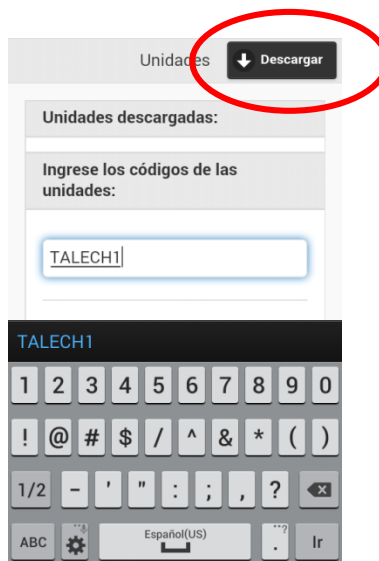 Unidades Descargar
Unidades descargadas:
Ingrese los códigos de las
unidades:
TALECH1
TALECH1
1 2 3 4 5 6 7 8 9 0
! @ # $ / ^ & * ( )
1/2 - ' " : ; , ?
ABC Español(US) . Ir